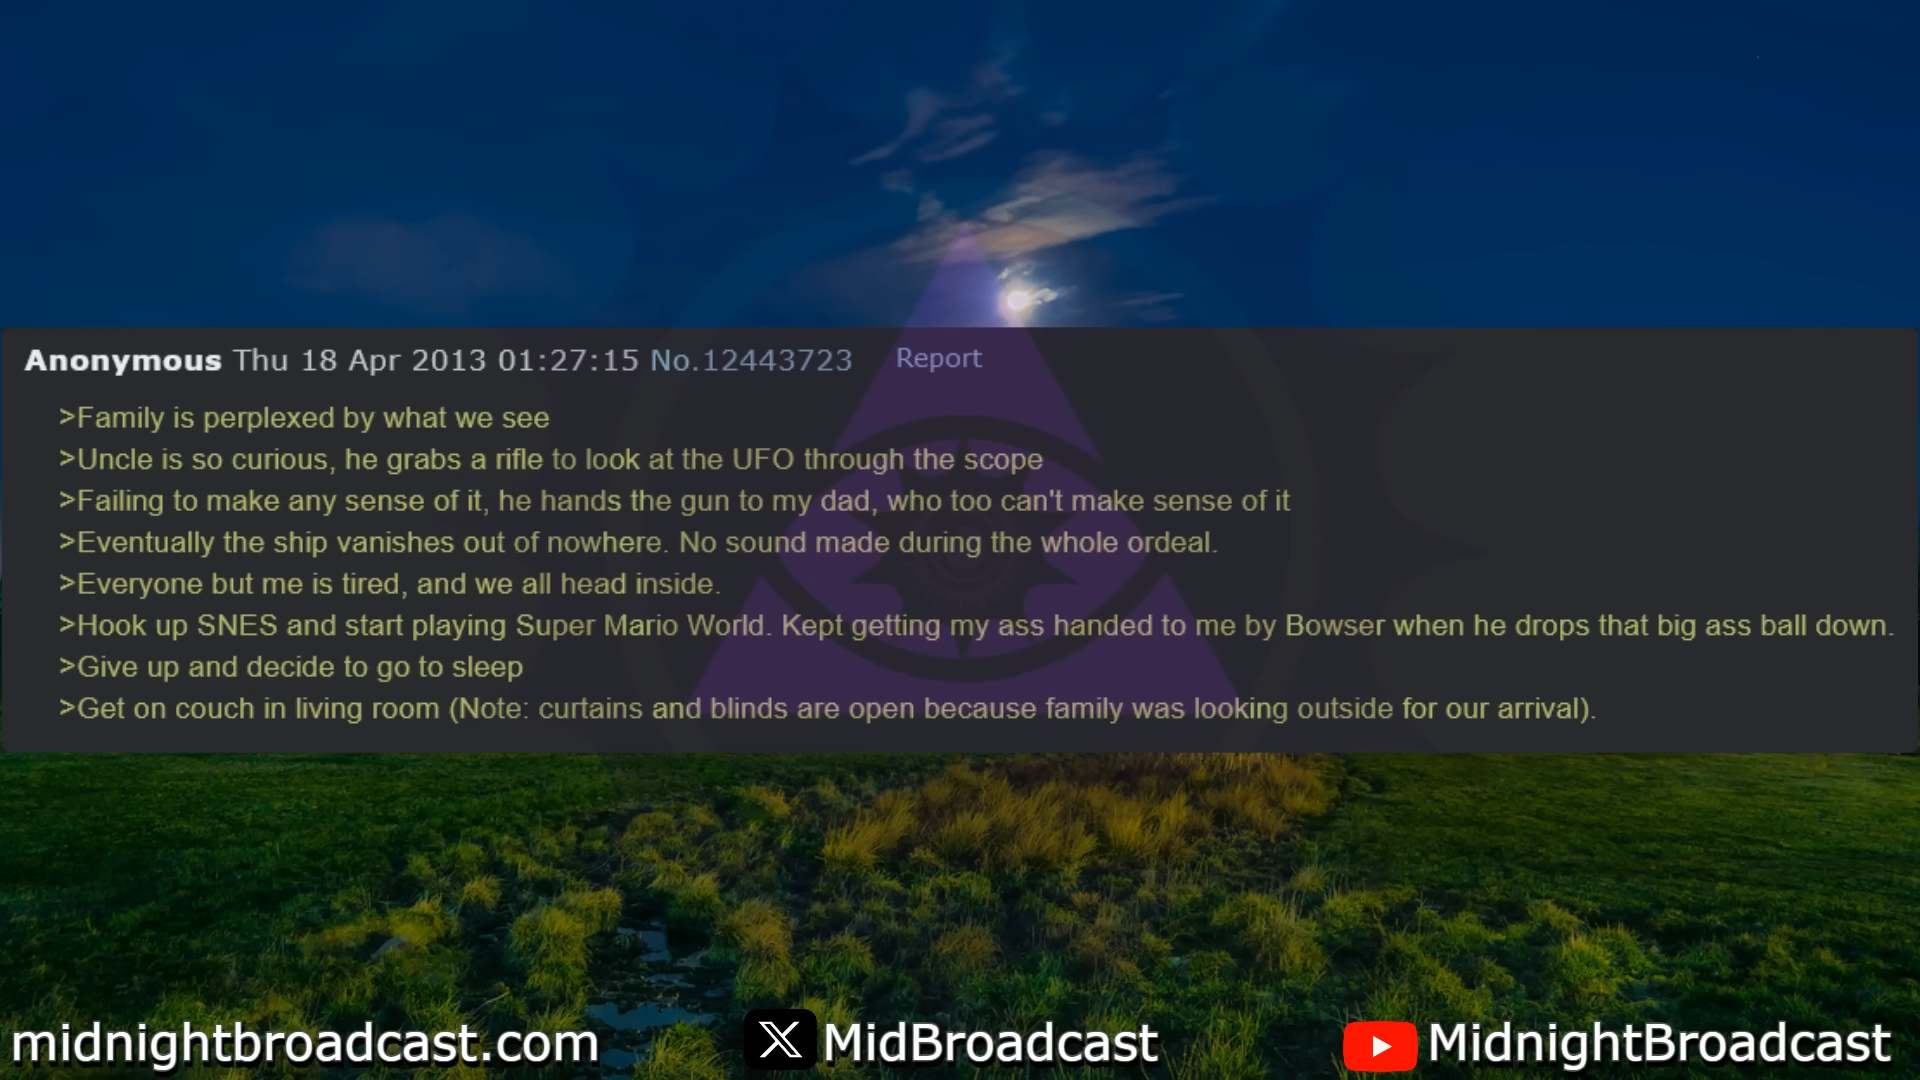 Anonymous Thu 18 Apr 2013 01:27:15 No.12443723 Report
>Family is perplexed by what we see
>Uncle is so curious, he grabs a rifle to look at the UFO through the scope
>Failing to make any sense of it, he hands the gun to my dad, who too can't make sense of it
>Eventually the ship vanishes out of nowhere. No sound made during the whole ordeal.
>Everyone but me is tired, and we all head inside.
>Hook up SNES and start playing Super Mario World. Kept getting my ass handed to me by Bowser when he drops that big ass ball down.
>Give up and decide to go to sleep
>Get on couch in living room (Note: curtains and blinds are open because family was looking outside for our arrival).
midnightbroadcast.com MidBroadcast MidnightBroadcast